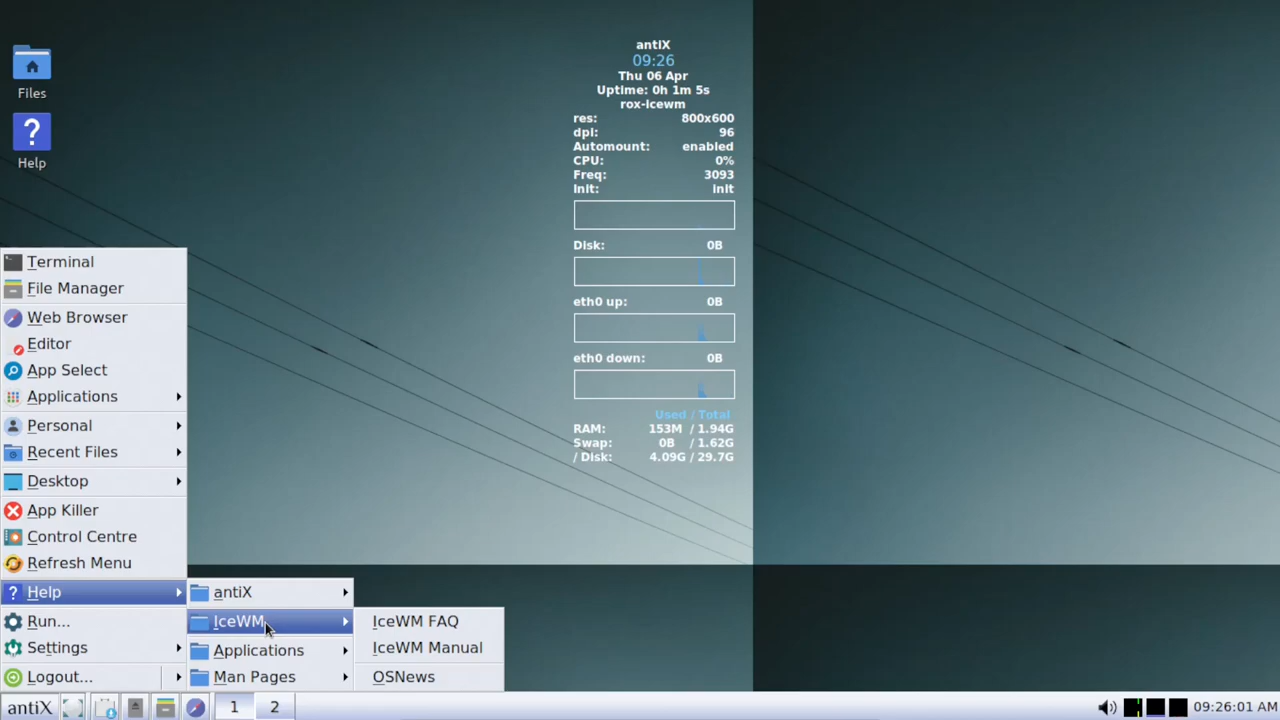 Files
Help
antiX
09:26
Thu 06 Apr
Uptime: 0h 1m 5s
rox-icewm
res: 800x600
dpi: 96
Automount: enabled
CPU: 0%
Freq: 3093
Init: init
Disk: 0B
eth0 up: 0B
eth0 down: 0B
Used / Total
RAM: 153M / 1.94G
Swap: 0B / 1.62G
/ Disk: 4.09G / 29.7G
Terminal
File Manager
Web Browser
Editor
App Select
Applications
Personal
Recent Files
Desktop
App Killer
Control Centre
Refresh Menu
Help
Run...
Settings
Logout...
antiX
IceWM
Applications
Man Pages
IceWM FAQ
IceWM Manual
OSNews
antiX 1 2 09:26:01 AM